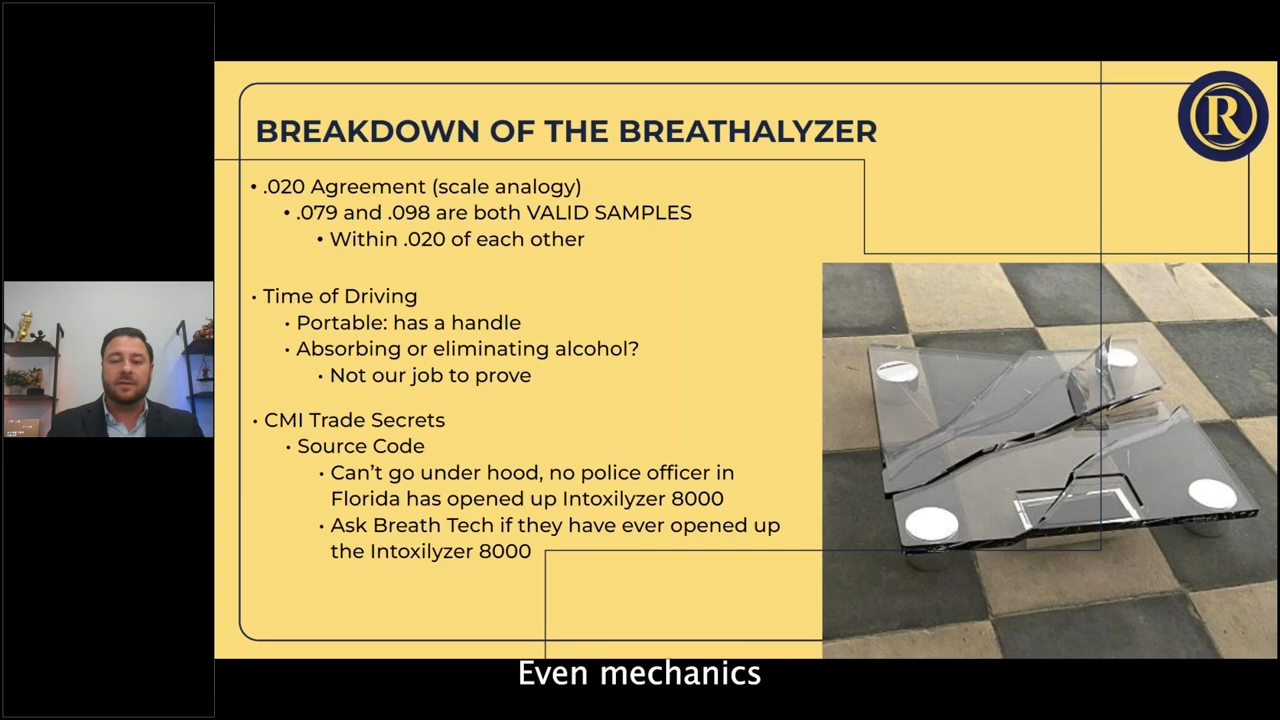 BREAKDOWN OF THE BREATHALYZER
R
• .020 Agreement (scale analogy)
• .079 and .098 are both VALID SAMPLES
• Within .020 of each other
• Time of Driving
• Portable: has a handle
• Absorbing or eliminating alcohol?
• Not our job to prove
• CMI Trade Secrets
• Source Code
• Can’t go under hood, no police officer in
Florida has opened up Intoxilyzer 8000
• Ask Breath Tech if they have ever opened up
the Intoxilyzer 8000
Even mechanics